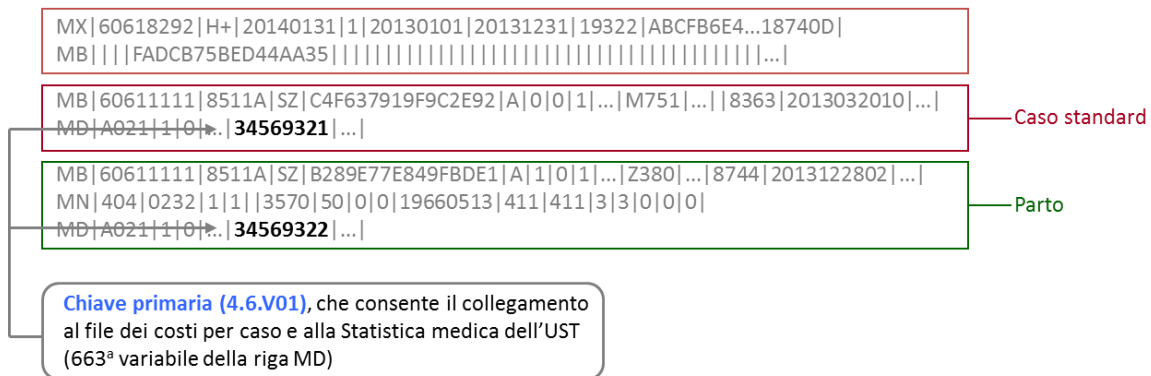 MX|60618292|H+|20140131|1|20130101|20131231|19322|ABCFB6E4...18740D|
MB||||FADCB75BED44AA35|||||||||||||||||||||||||||||||||||||||||||...|
MB|60611111|8511A|SZ|C4F637919F9C2E92|A|0|0|1|...|M751|...||8363|2013032010|...|
MD|A021|1|0|...|34569321|...|
Caso standard
MB|60611111|8511A|SZ|B289E77E849FBDE1|A|1|0|1|...|Z380|...|8744|2013122802|...|
MN|404|0232|1|1||3570|50|0|0|19660513|411|411|3|3|0|0|0|
MD|A021|1|0|...|34569322|...|
Parto
Chiave primaria (4.6.V01), che consente il collegamento
al file dei costi per caso e alla Statistica medica dell'UST
(663ª variabile della riga MD)